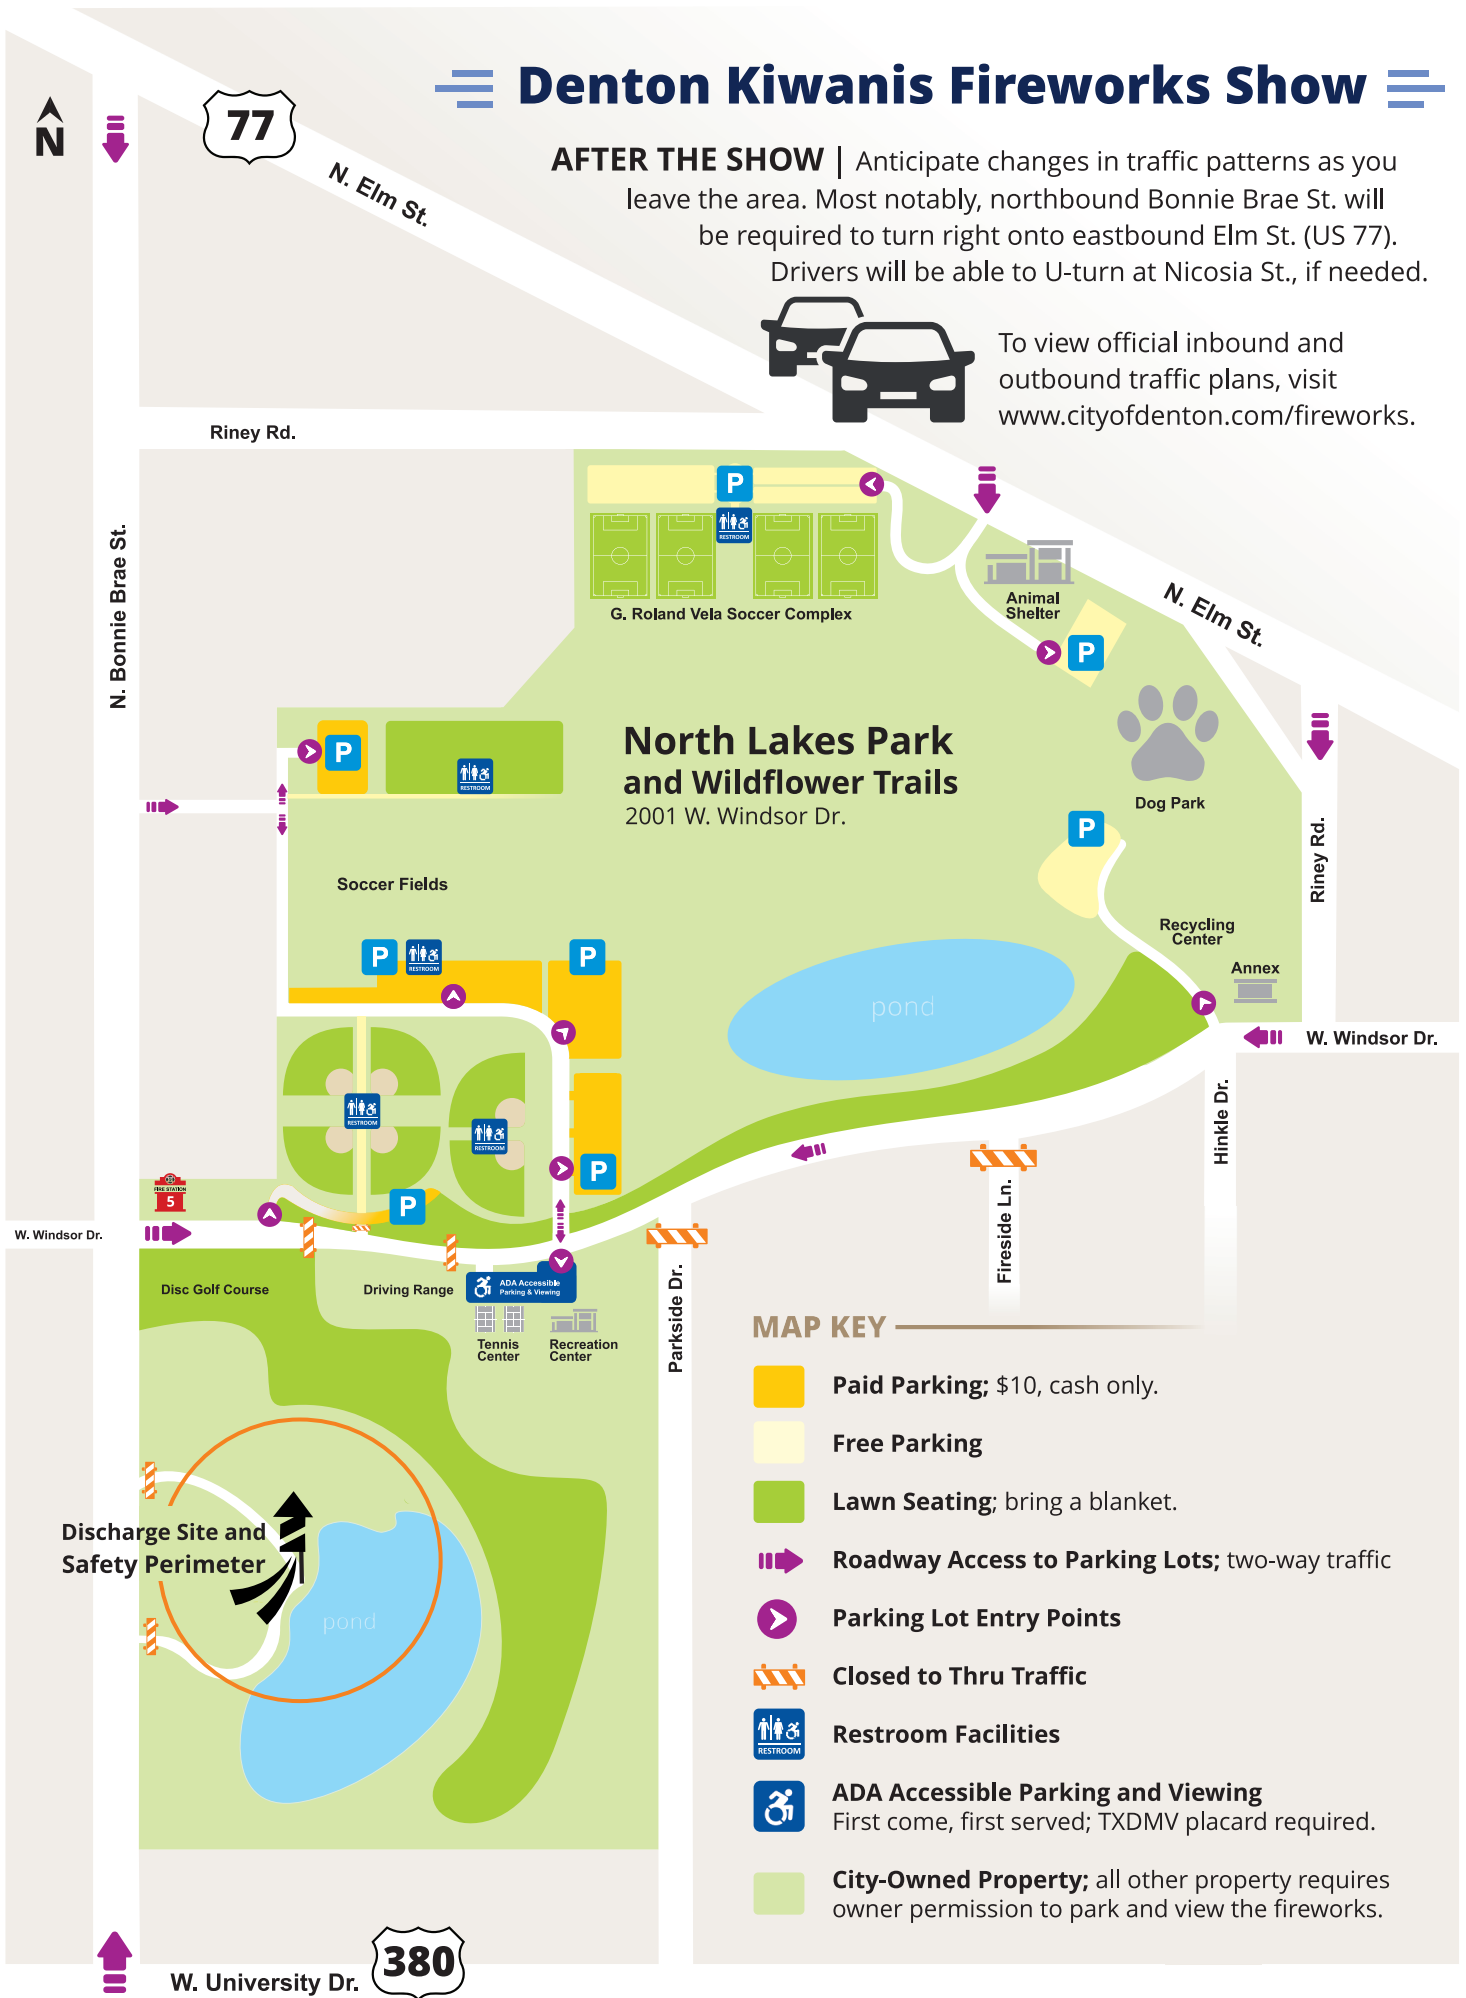 Denton Kiwanis Fireworks Show
AFTER THE SHOW | Anticipate changes in traffic patterns as you
leave the area. Most notably, northbound Bonnie Brae St. will
be required to turn right onto eastbound Elm St. (US 77).
Drivers will be able to U-turn at Nicosia St., if needed.
To view official inbound and
outbound traffic plans, visit
www.cityofdenton.com/fireworks.
N
77
N. Elm St.
Riney Rd.
N. Bonnie Brae St.
P
RESTROOM
G. Roland Vela Soccer Complex
Animal
Shelter
P
N. Elm St.
P
RESTROOM
North Lakes Park
and Wildflower Trails
2001 W. Windsor Dr.
Dog Park
P
Riney Rd.
Soccer Fields
Recycling
Center
Annex
P
RESTROOM
P
pond
W. Windsor Dr.
RESTROOM
RESTROOM
Hinkle Dr.
P
FIRE STATION
5
P
W. Windsor Dr.
Fireside Ln.
Disc Golf Course
Driving Range
ADA Accessible
Parking & Viewing
Tennis
Center
Recreation
Center
Parkside Dr.
Discharge Site and
Safety Perimeter
pond
MAP KEY
Paid Parking; $10, cash only.
Free Parking
Lawn Seating; bring a blanket.
Roadway Access to Parking Lots; two-way traffic
Parking Lot Entry Points
Closed to Thru Traffic
RESTROOM
Restroom Facilities
ADA Accessible Parking and Viewing
First come, first served; TXDMV placard required.
City-Owned Property; all other property requires
owner permission to park and view the fireworks.
W. University Dr.
380